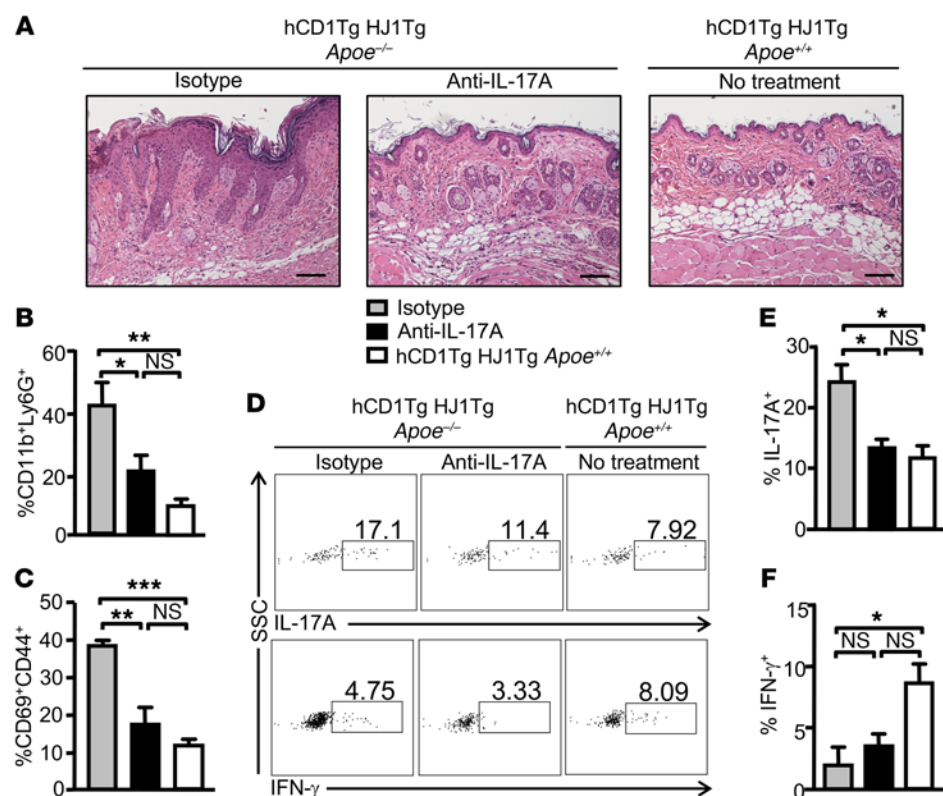 A
hCD1Tg HJ1Tg
Apoe⁻/⁻
hCD1Tg HJ1Tg
Apoe⁺/⁺
Isotype
Anti-IL-17A
No treatment
Isotype
Anti-IL-17A
hCD1Tg HJ1Tg Apoe⁺/⁺
B
**
*
NS
60
40
20
0
%CD11b⁺Ly6G⁺
C
***
**
NS
50
40
30
20
10
0
%CD69⁺CD44⁺
D
hCD1Tg HJ1Tg
Apoe⁻/⁻
hCD1Tg HJ1Tg
Apoe⁺/⁺
Isotype
Anti-IL-17A
No treatment
17.1
11.4
7.92
SSC
IL-17A
4.75
3.33
8.09
IFN-γ
E
*
*
NS
30
20
10
0
% IL-17A⁺
F
*
NS
NS
15
10
5
0
% IFN-γ⁺